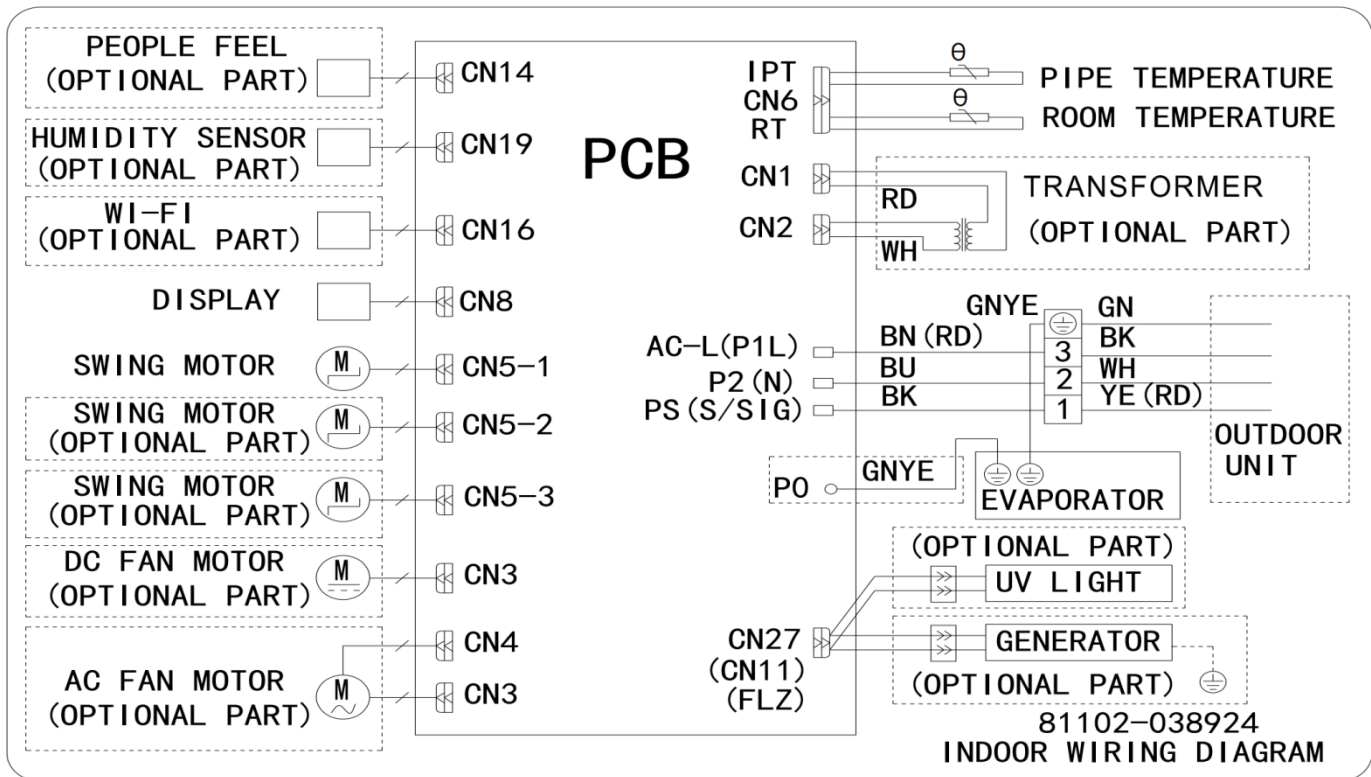 PEOPLE FEEL
(OPTIONAL PART)
CN14
HUMIDITY SENSOR
(OPTIONAL PART)
CN19
WI-FI
(OPTIONAL PART)
CN16
DISPLAY
CN8
SWING MOTOR
M
CN5-1
SWING MOTOR
(OPTIONAL PART)
M
CN5-2
SWING MOTOR
(OPTIONAL PART)
M
CN5-3
DC FAN MOTOR
(OPTIONAL PART)
M
CN3
AC FAN MOTOR
(OPTIONAL PART)
M
CN4
CN3
PCB
IPT
CN6
RT
θ
PIPE TEMPERATURE
θ
ROOM TEMPERATURE
CN1
CN2
RD
WH
TRANSFORMER
(OPTIONAL PART)
AC-L(P1L)
P2(N)
PS(S/SIG)
BN(RD)
BU
BK
GNYE
3
2
1
GN
BK
WH
YE(RD)
OUTDOOR
UNIT
P0
GNYE
EVAPORATOR
(OPTIONAL PART)
UV LIGHT
CN27
(CN11)
(FLZ)
GENERATOR
(OPTIONAL PART)
81102-038924
INDOOR WIRING DIAGRAM